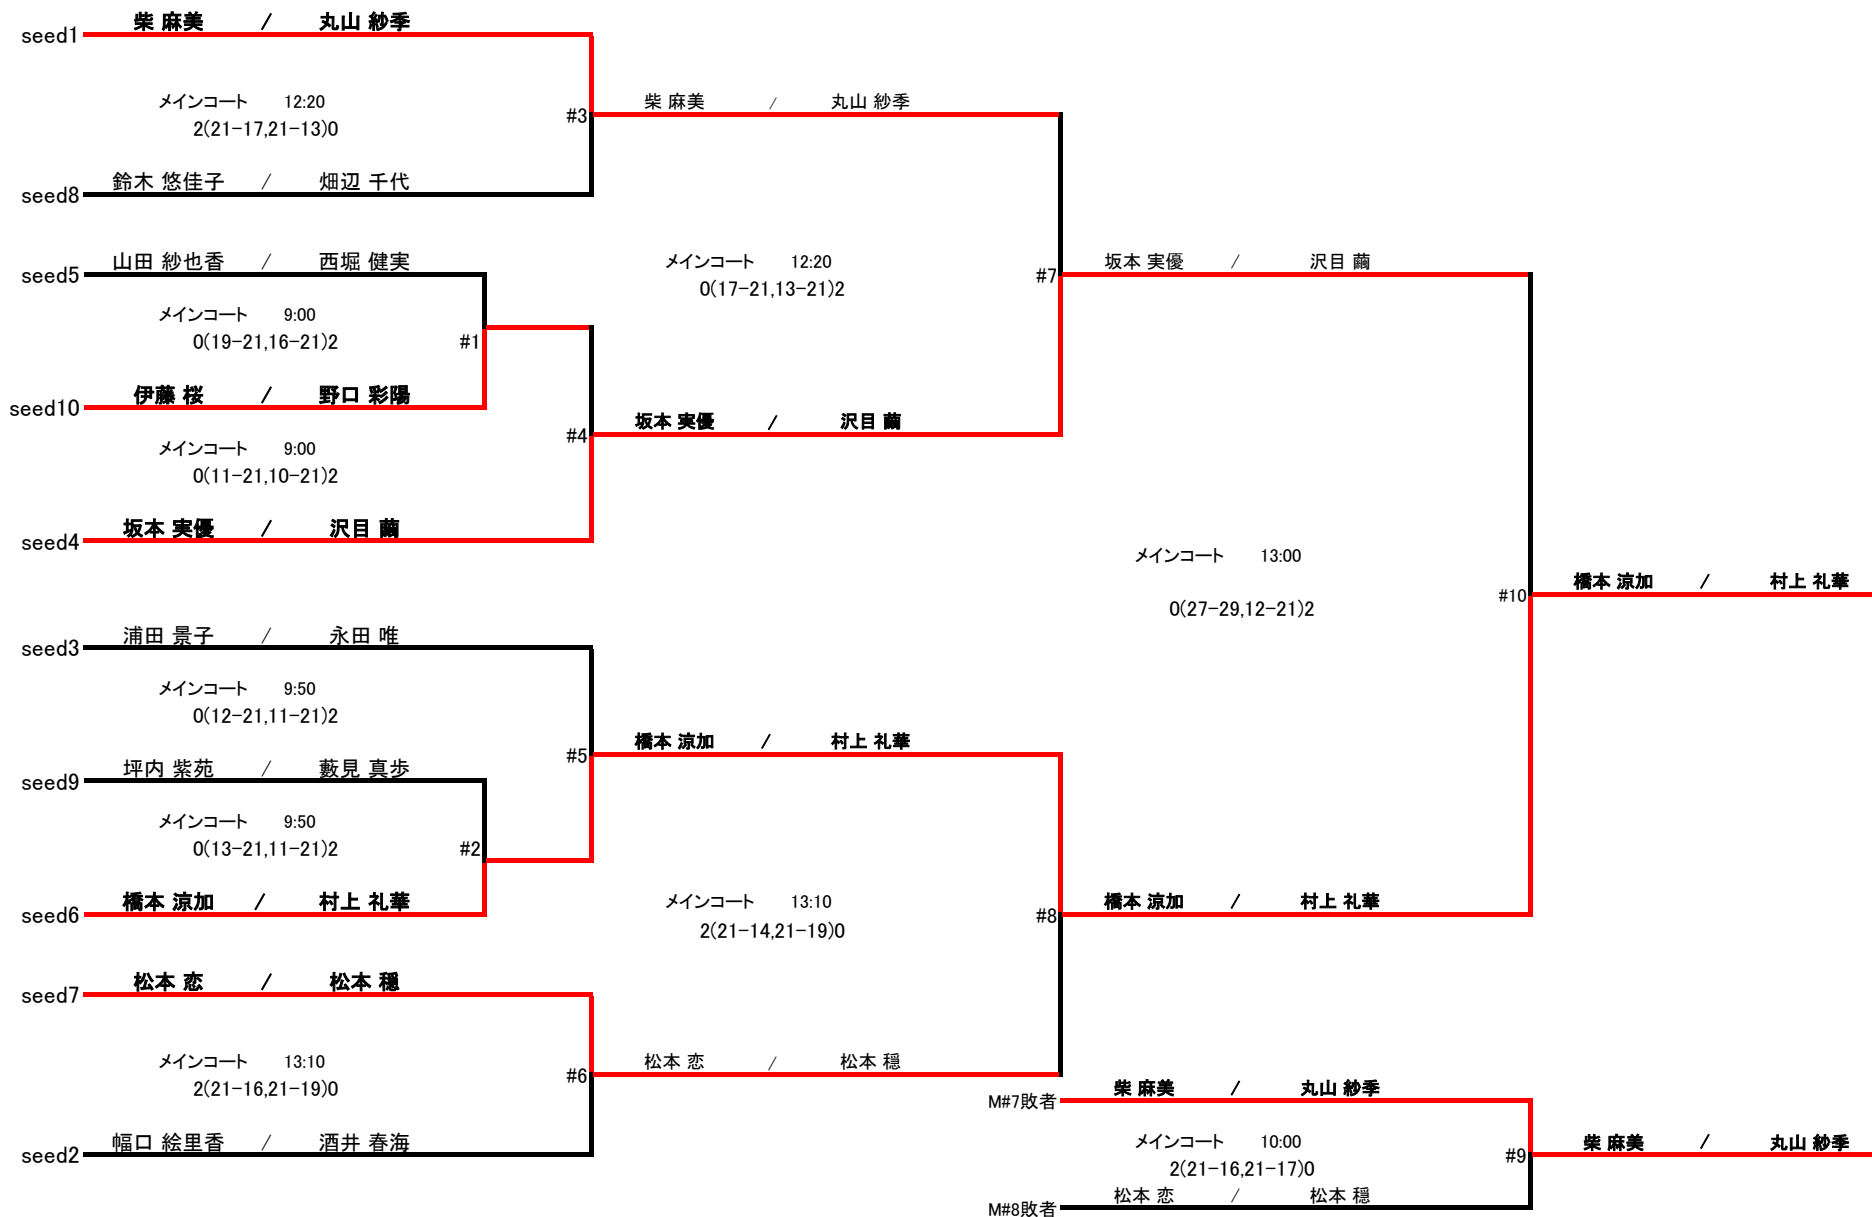 seed1 柴 麻美 / 丸山 紗季
メインコート 12:20
2(21-17,21-13)0
#3
seed8 鈴木 悠佳子 / 畑辺 千代
柴 麻美 / 丸山 紗季
seed5 山田 紗也香 / 西堀 健実
メインコート 9:00
0(19-21,16-21)2
#1
seed10 伊藤 桜 / 野口 彩陽
メインコート 9:00
0(11-21,10-21)2
#4
seed4 坂本 実優 / 沢目 繭
メインコート 12:20
0(17-21,13-21)2
#7
坂本 実優 / 沢目 繭
坂本 実優 / 沢目 繭
seed3 浦田 景子 / 永田 唯
メインコート 9:50
0(12-21,11-21)2
#5
seed9 坪内 紫苑 / 藪見 真歩
メインコート 9:50
0(13-21,11-21)2
#2
seed6 橋本 涼加 / 村上 礼華
橋本 涼加 / 村上 礼華
メインコート 13:10
2(21-14,21-19)0
#8
seed7 松本 恋 / 松本 穏
メインコート 13:10
2(21-16,21-19)0
#6
seed2 幅口 絵里香 / 酒井 春海
松本 恋 / 松本 穏
橋本 涼加 / 村上 礼華
メインコート 13:00
0(27-29,12-21)2
#10
橋本 涼加 / 村上 礼華
M#7敗者 柴 麻美 / 丸山 紗季
メインコート 10:00
2(21-16,21-17)0
#9
M#8敗者 松本 恋 / 松本 穏
柴 麻美 / 丸山 紗季